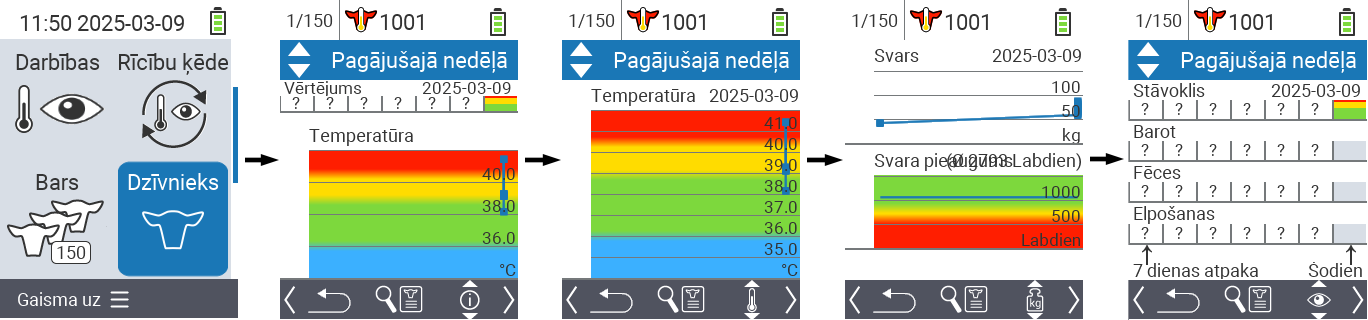 11:50 2025-03-09
Darbības Rīcību ķēde
Bars Dzīvnieks
150
Gaisma uz
1/150 1001
Pagājušajā nedēļā
Vērtējums 2025-03-09
? ? ? ? ? ?
Temperatūra
40.0
38.0
36.0
°C
1/150 1001
Pagājušajā nedēļā
Temperatūra 2025-03-09
41.0
40.0
39.0
38.0
37.0
36.0
35.0
°C
1/150 1001
Svars 2025-03-09
100
50
kg
Svara pieaugums (Ø 2793 Labdien)
1000
500
Labdien
kg
1/150 1001
Pagājušajā nedēļā
Stāvoklis 2025-03-09
? ? ? ? ? ?
Barot
? ? ? ? ? ?
Fēces
? ? ? ? ? ?
Elpošanas
? ? ? ? ? ?
7 dienas atpaka Šodien